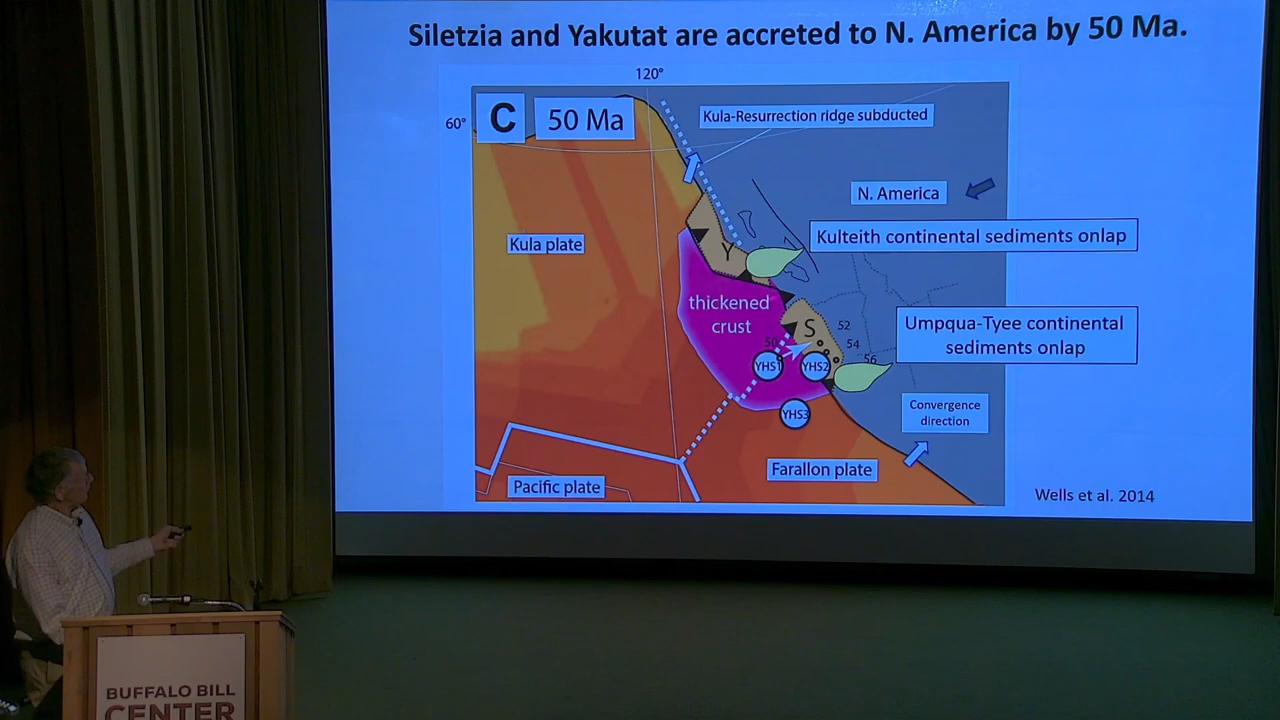 Siletzia and Yakutat are accreted to N. America by 50 Ma.
120°
60°
C
50 Ma
Kula-Resurrection ridge subducted
N. America
Kulteith continental sediments onlap
Kula plate
Y
thickened
crust
S
52
54
56
50
Umpqua-Tyee continental
sediments onlap
YHS1
YHS2
YHS3
Convergence
direction
Farallon plate
Pacific plate
Wells et al. 2014
BUFFALO BILL
CENTER